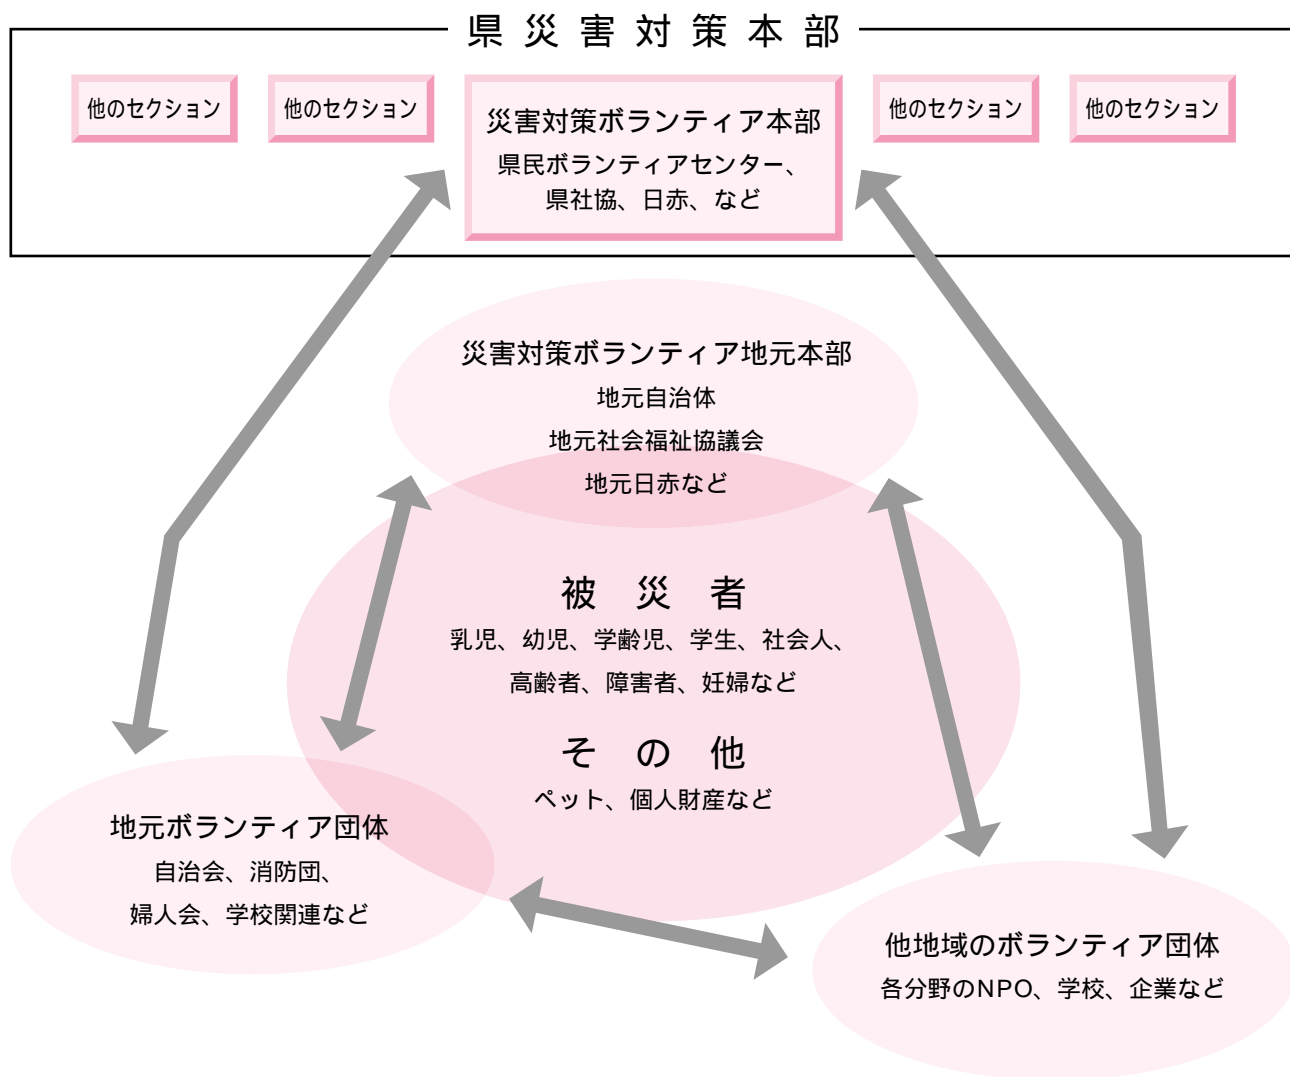 県災害対策本部
他のセクション
他のセクション
災害対策ボランティア本部
県民ボランティアセンター、
県社協、日赤、など
他のセクション
他のセクション
災害対策ボランティア地元本部
地元自治体
地元社会福祉協議会
地元日赤など
被災者
乳児、幼児、学齢児、学生、社会人、
高齢者、障害者、妊婦など
その他
ペット、個人財産など
地元ボランティア団体
自治会、消防団、
婦人会、学校関連など
他地域のボランティア団体
各分野のNPO、学校、企業など